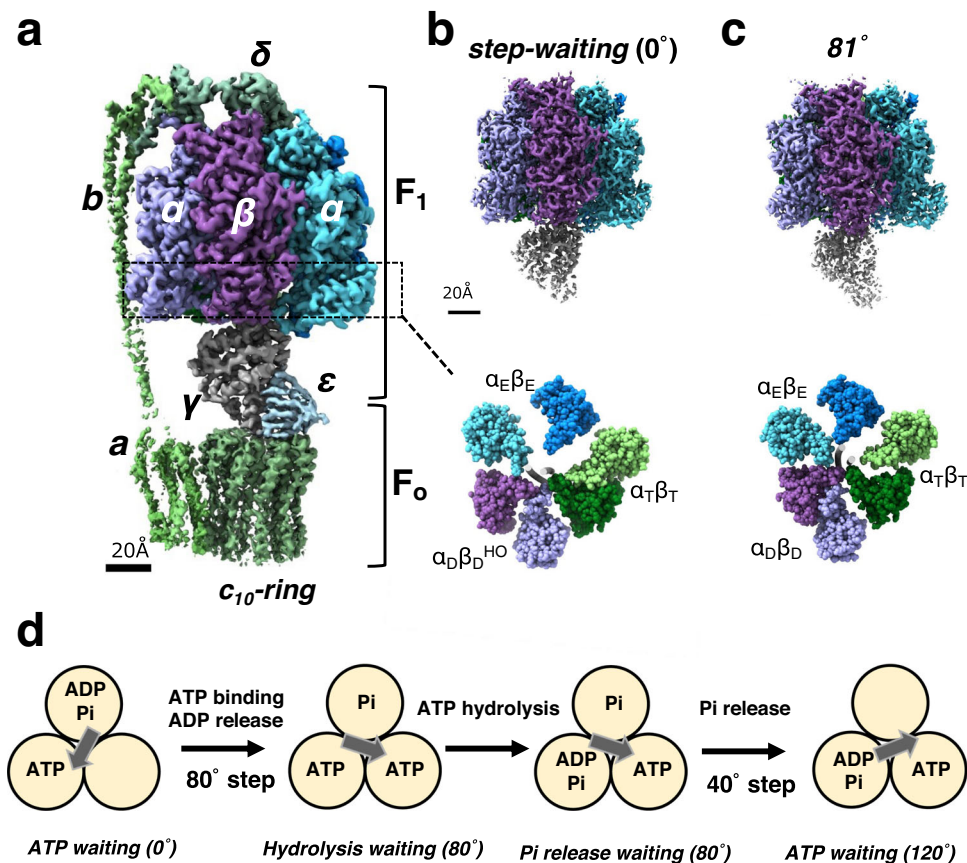 a
δ
b
α
β
α
F1
γ
ε
a
Fo
20Å
c10-ring
b
step-waiting (0˚)
20Å
αEβE
αTβT
αDβDHO
c
81˚
αEβE
αTβT
αDβD
d
ADP
Pi
ATP
ATP binding
ADP release
80˚ step
Pi
ATP
ATP
ATP hydrolysis
Pi
ADP
Pi
ATP
Pi release
40˚ step
ADP
Pi
ATP
ATP waiting (0˚)
Hydrolysis waiting (80˚)
Pi release waiting (80˚)
ATP waiting (120˚)